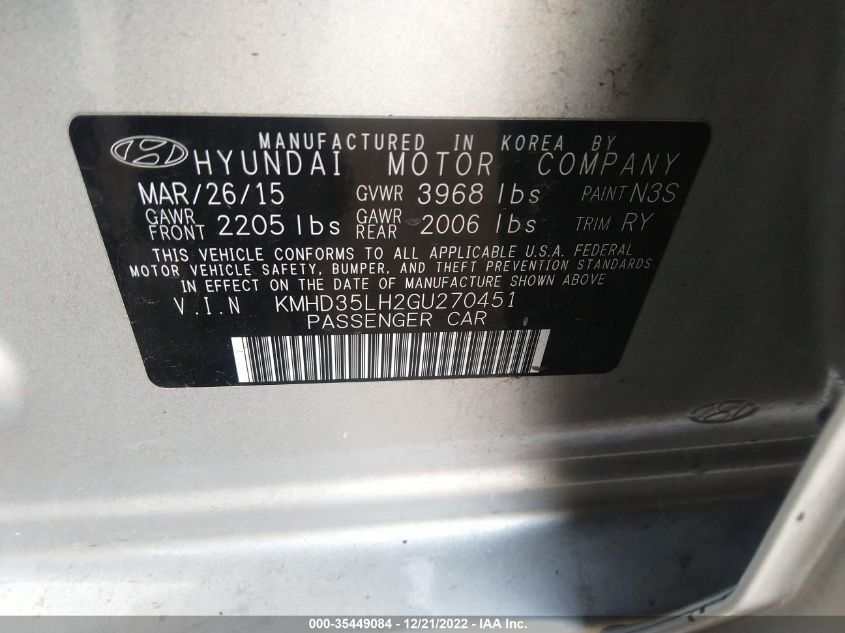 MANUFACTURED IN KOREA BY
HYUNDAI MOTOR COMPANY
MAR/26/15 GVWR 3968 lbs PAINT N3S
GAWR FRONT 2205 lbs GAWR REAR 2006 lbs TRIM RY
THIS VEHICLE CONFORMS TO ALL APPLICABLE U.S.A. FEDERAL
MOTOR VEHICLE SAFETY, BUMPER, AND THEFT PREVENTION STANDARDS
IN EFFECT ON THE DATE OF MANUFACTURE SHOWN ABOVE.
V.I.N KMHD35LH2GU270451
PASSENGER CAR
000-35449084 - 12/21/2022 - IAA Inc.